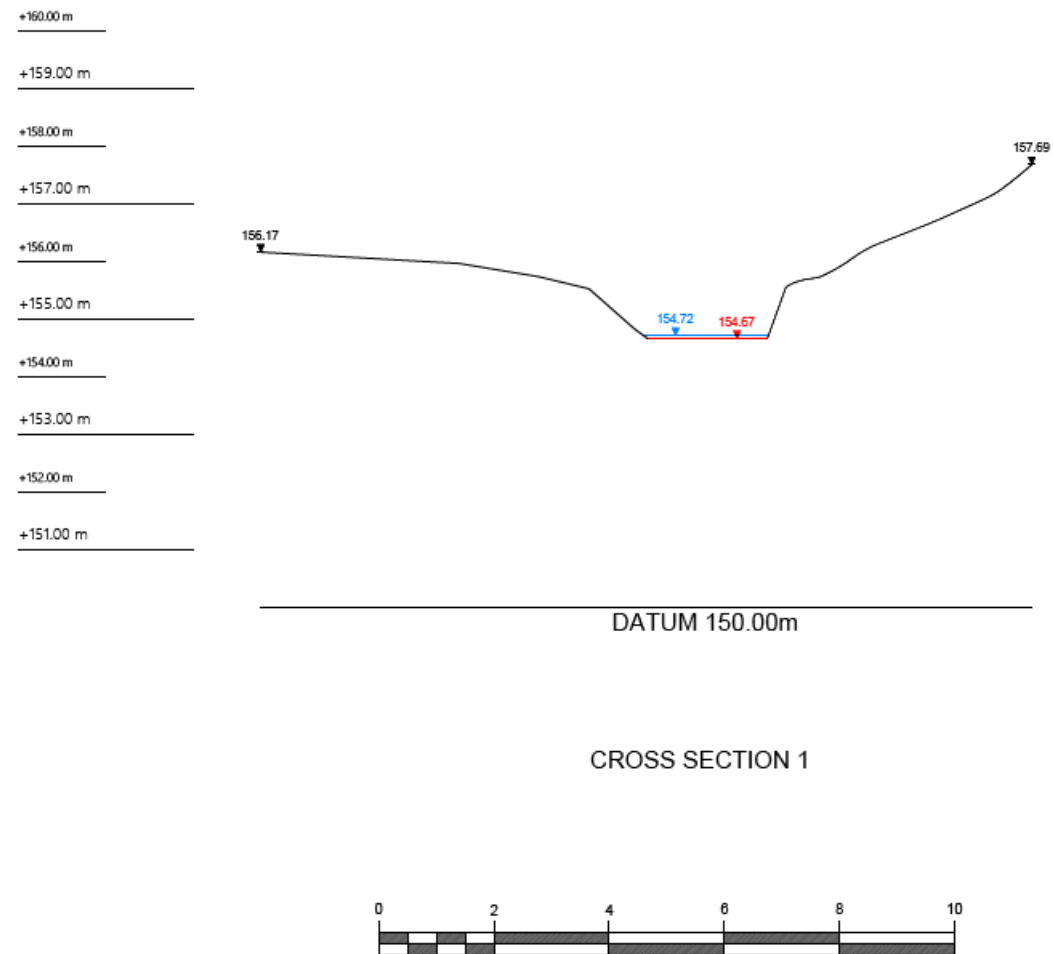 +160.00 m
+159.00 m
+158.00 m
157.69
+157.00 m
156.17
+156.00 m
+155.00 m
154.72 154.67
+154.00 m
+153.00 m
+152.00 m
+151.00 m
DATUM 150.00m
CROSS SECTION 1
0 2 4 6 8 10